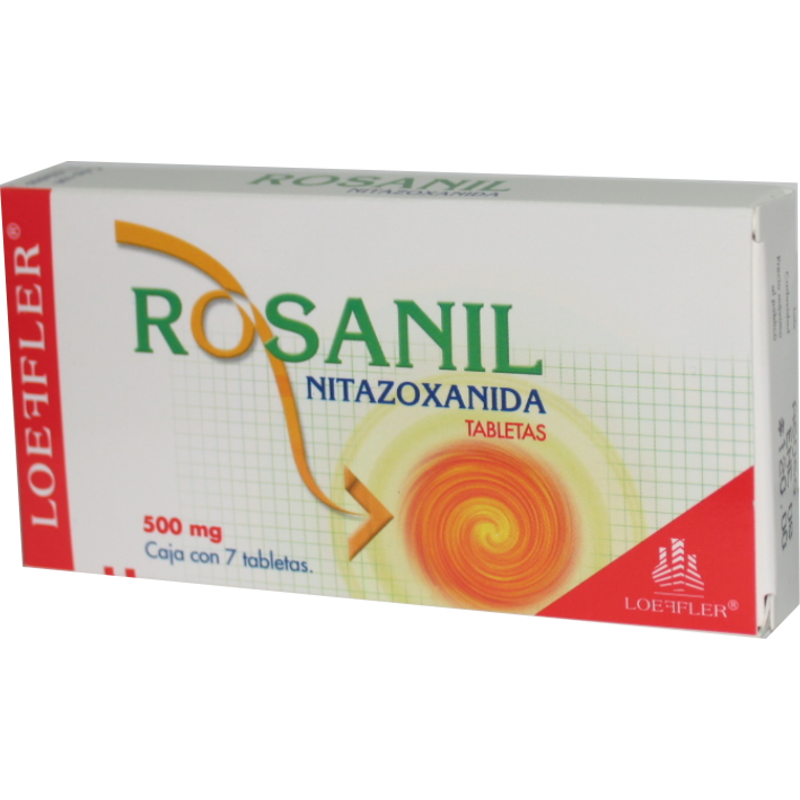 ROSANIL
NITAZOXANIDA
LOEFFLER®
ROSANIL
NITAZOXANIDA
TABLETAS
500 mg
Caja con 7 tabletas.
LOEFFLER®